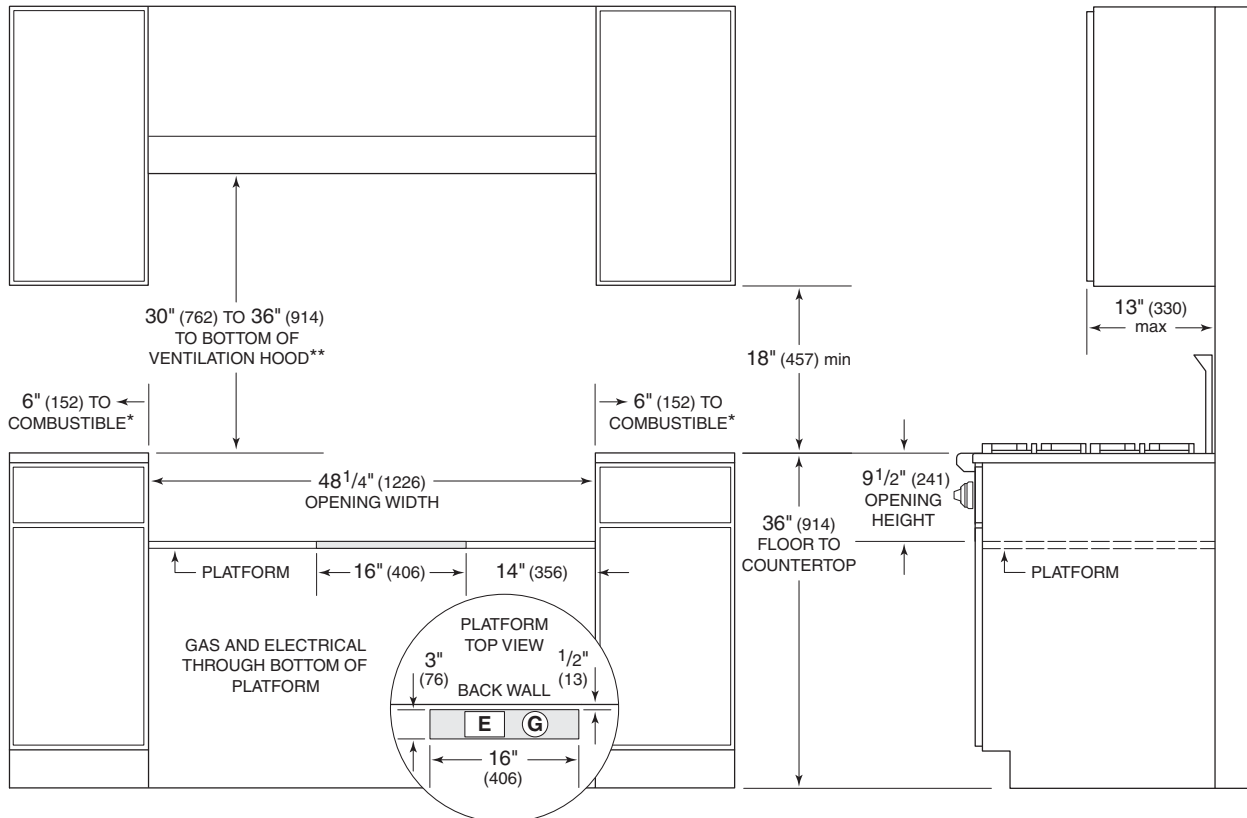 30" (762) TO 36" (914)
TO BOTTOM OF
VENTILATION HOOD**
13" (330)
max
18" (457) min
6" (152) TO
COMBUSTIBLE*
6" (152) TO
COMBUSTIBLE*
48 1/4" (1226)
OPENING WIDTH
9 1/2" (241)
OPENING
HEIGHT
36" (914)
FLOOR TO
COUNTERTOP
PLATFORM
16" (406)
14" (356)
PLATFORM
GAS AND ELECTRICAL
THROUGH BOTTOM OF
PLATFORM
PLATFORM
TOP VIEW
3"
(76)
1/2"
(13)
BACK WALL
E
G
16"
(406)